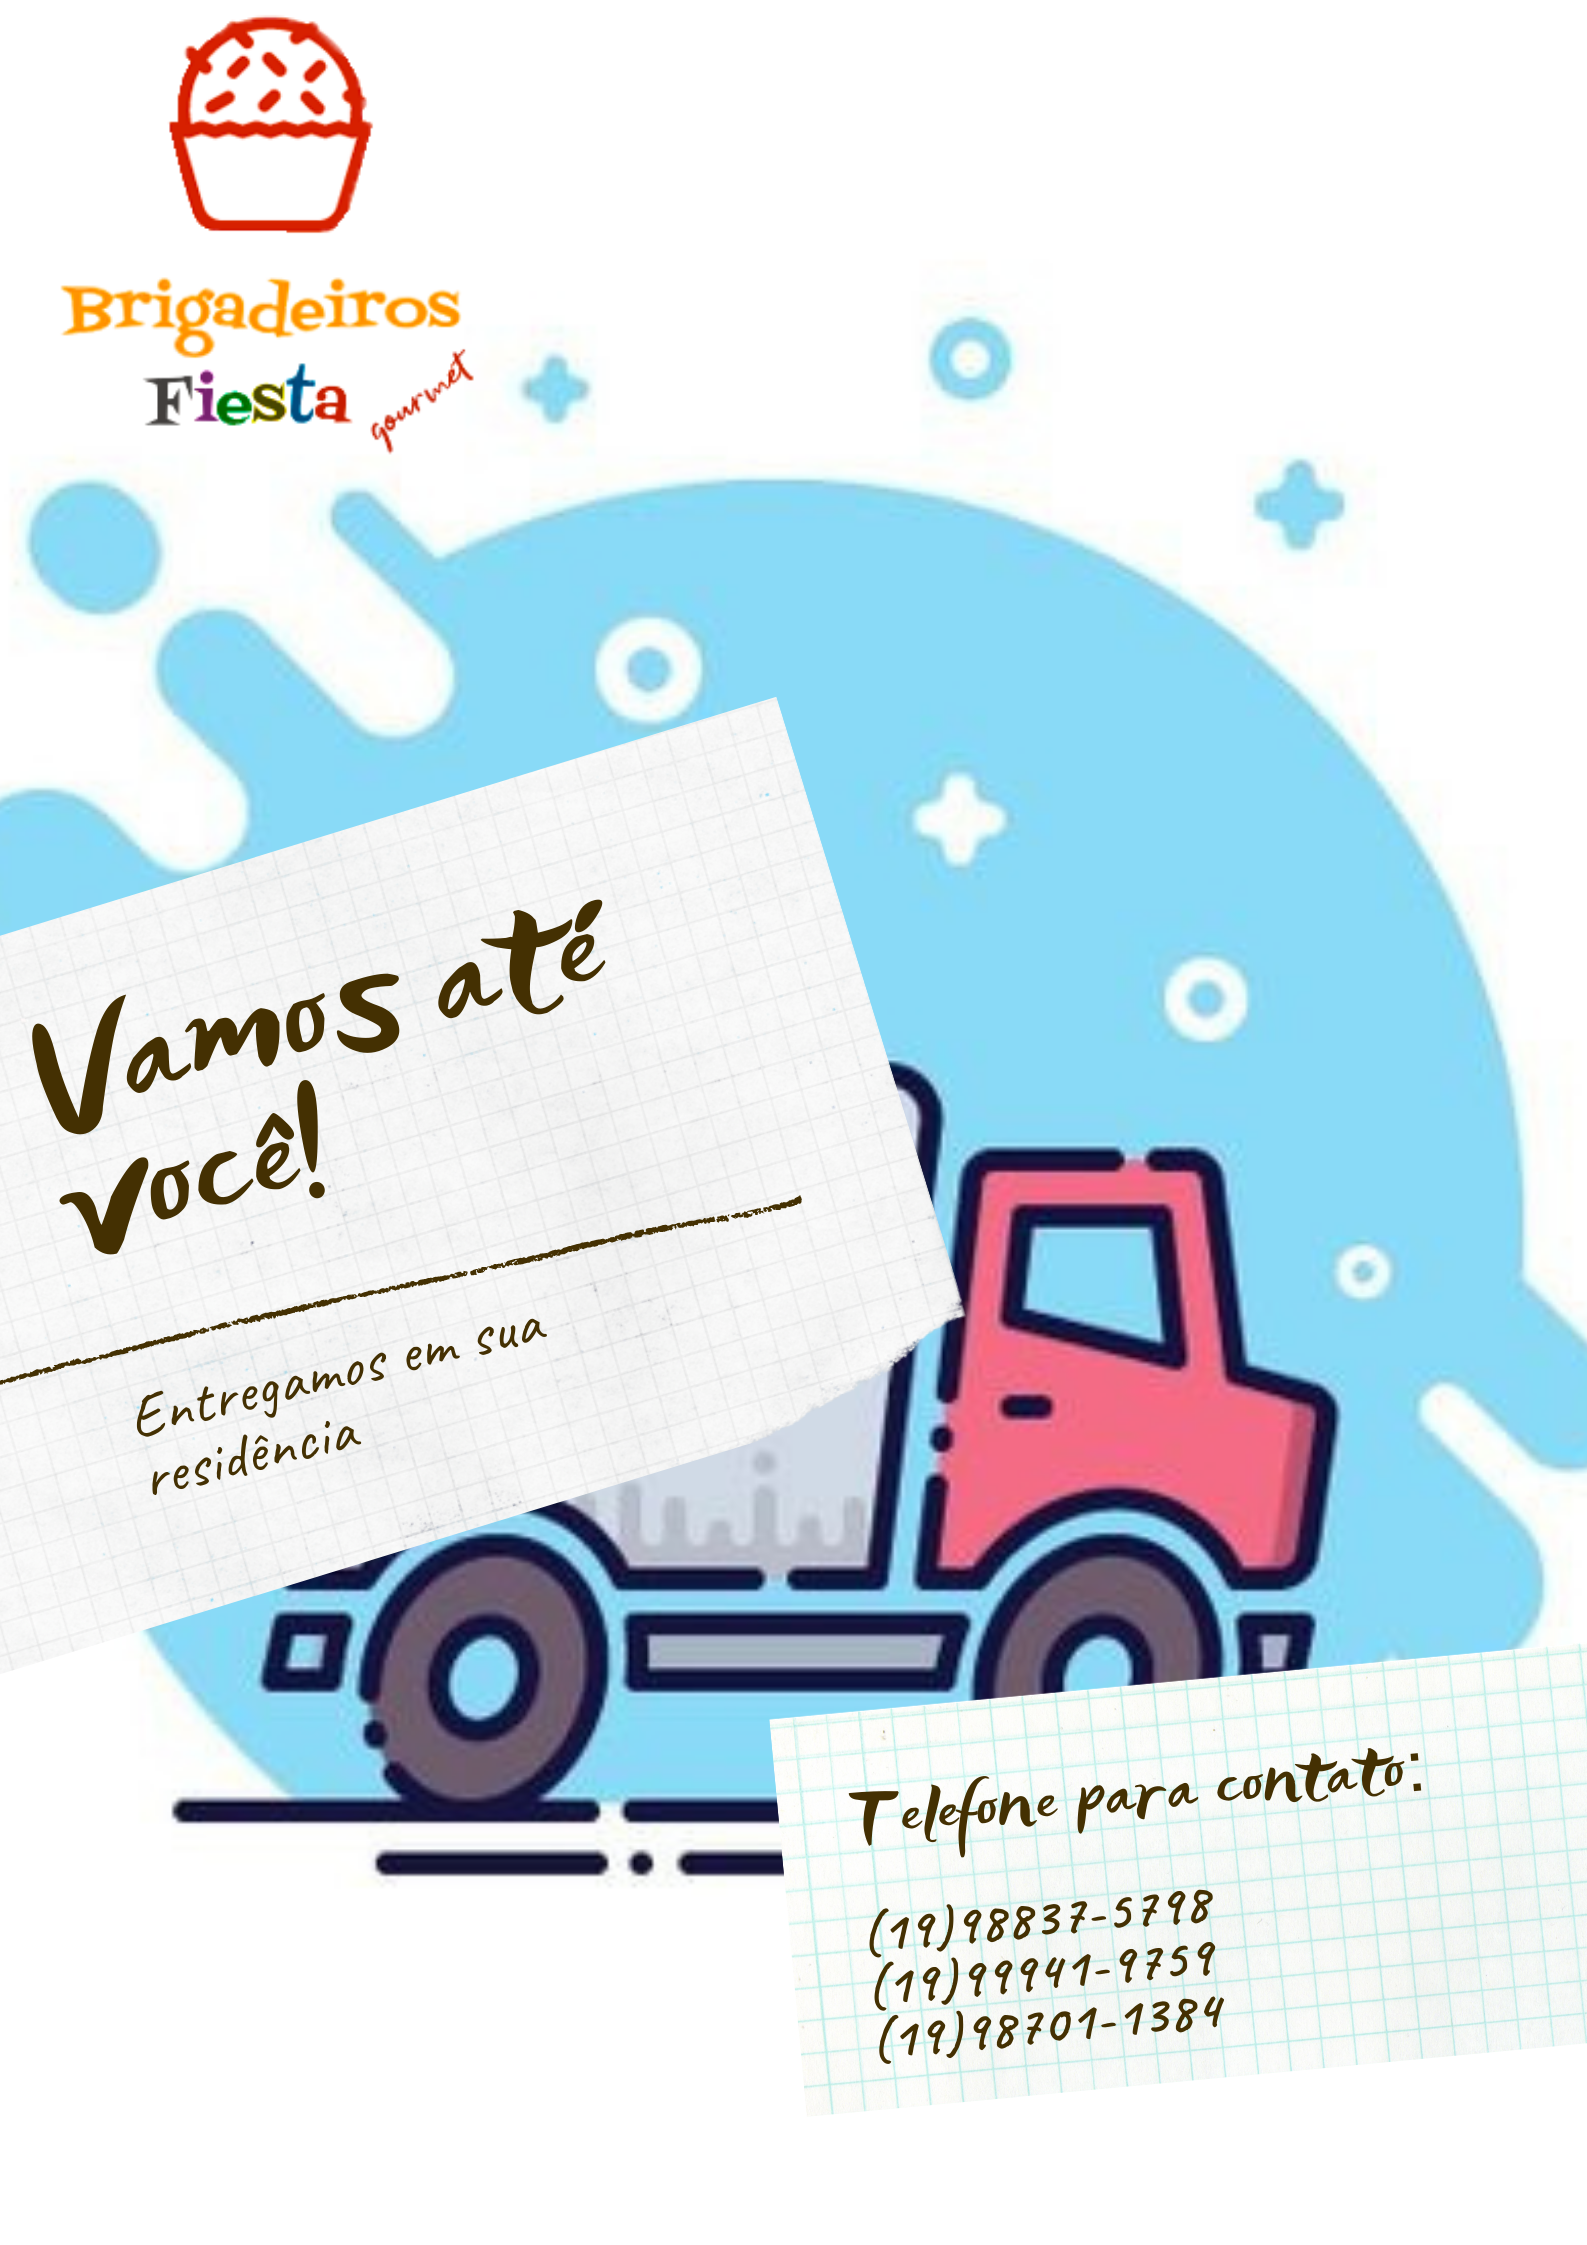 Brigadeiros
Fiesta gourmet
Vamos até
você!
Entregamos em sua
residência
Telefone para contato:
(19)98837-5798
(19)99941-9759
(19)98701-1384